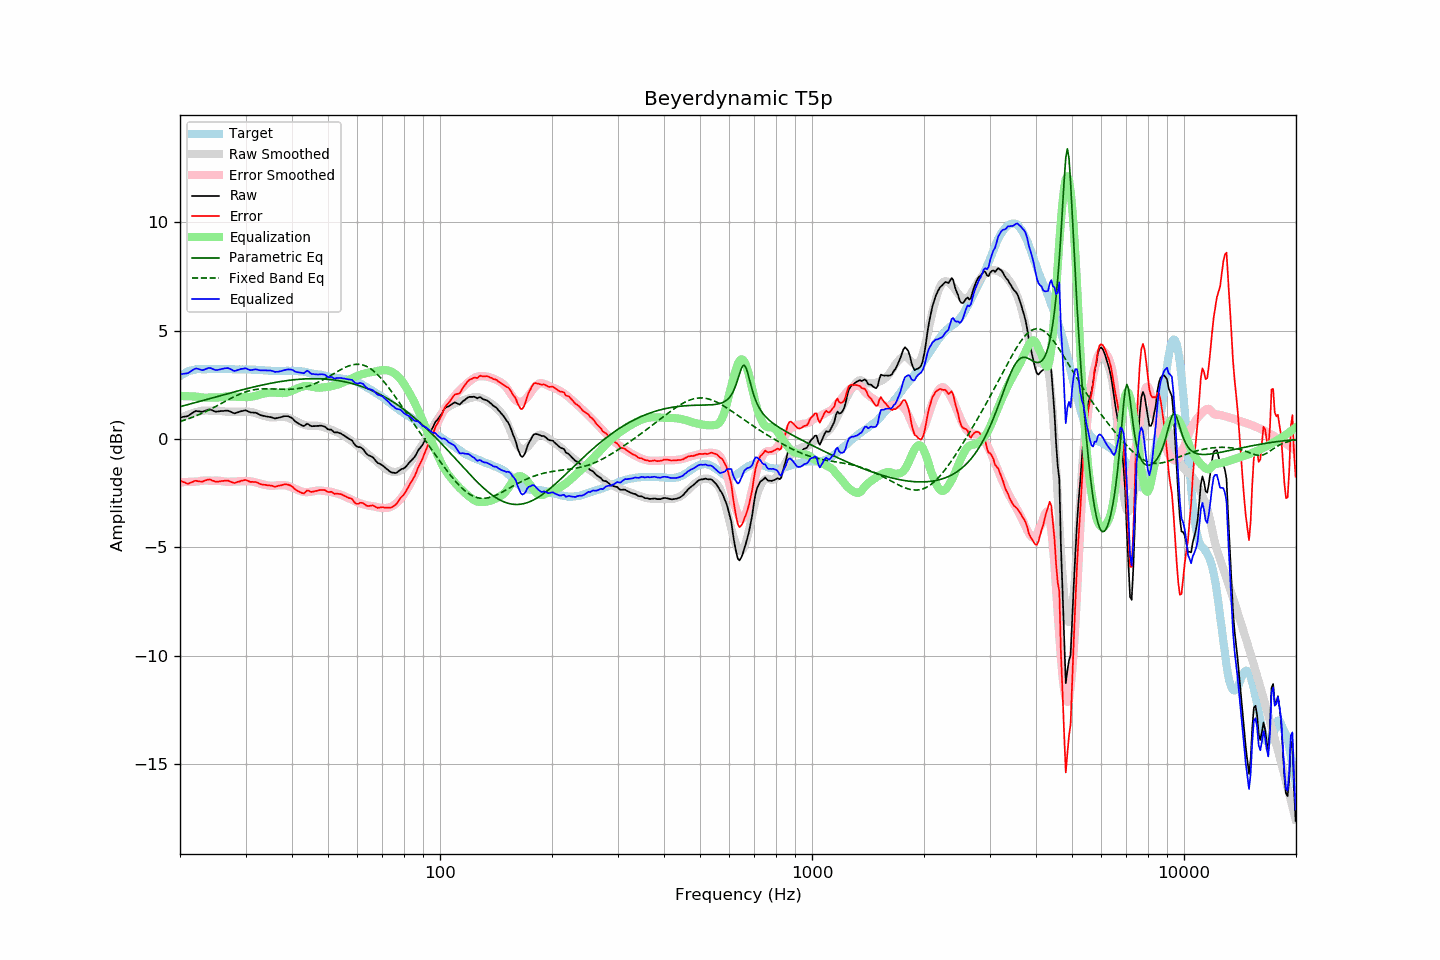 Beyerdynamic T5p
Target
Raw Smoothed
Error Smoothed
Raw
Error
Equalization
Parametric Eq
Fixed Band Eq
Equalized
10
5
0
−5
−10
−15
Amplitude (dBr)
100 1000 10000
Frequency (Hz)